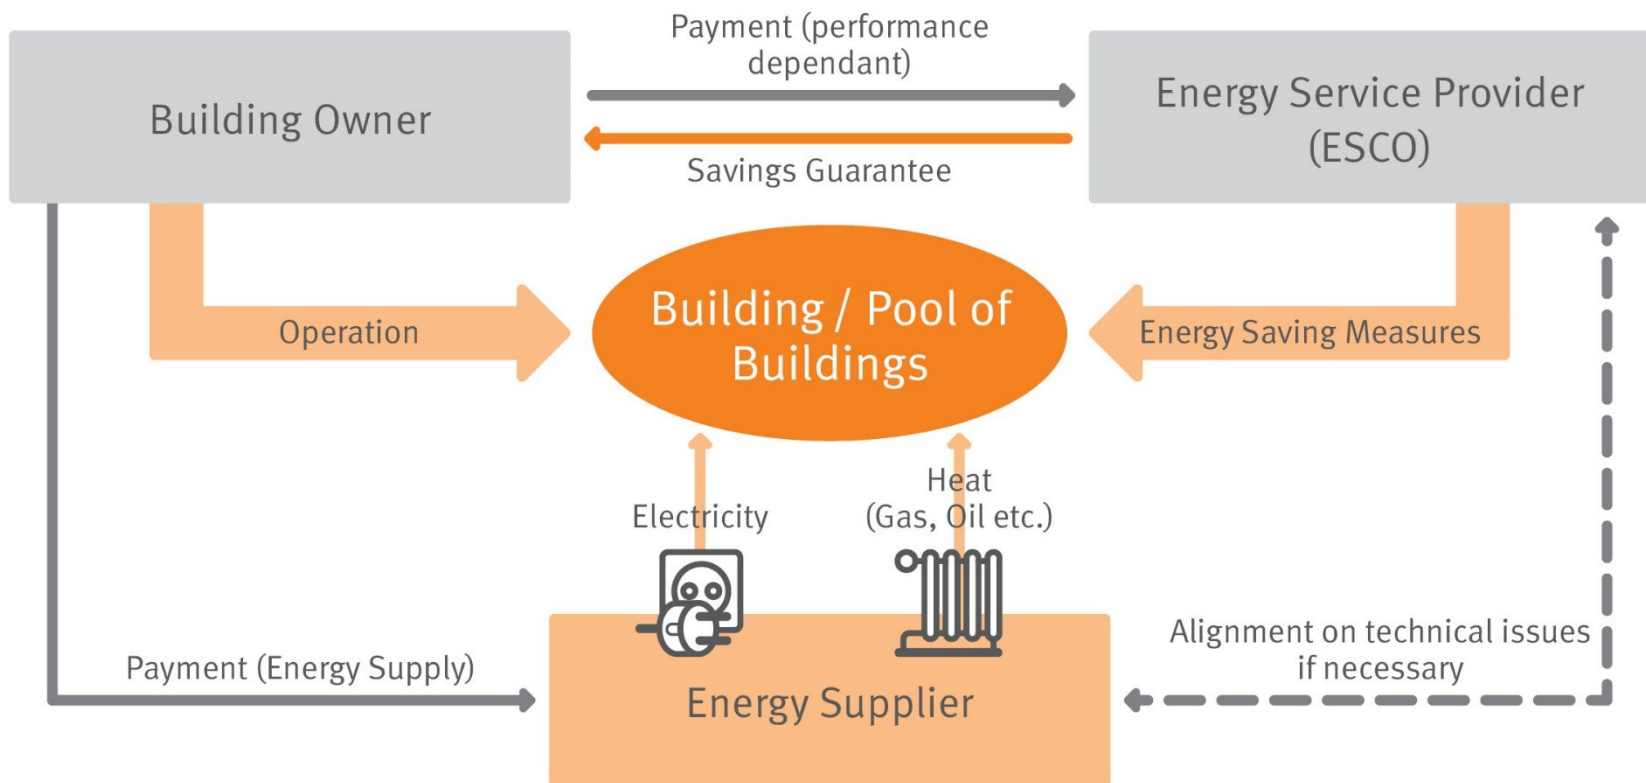 Payment (performance
dependant)
Building Owner
Energy Service Provider
(ESCO)
Savings Guarantee
Building / Pool of
Buildings
Operation
Energy Saving Measures
Electricity
Heat
(Gas, Oil etc.)
Payment (Energy Supply)
Alignment on technical issues
if necessary
Energy Supplier